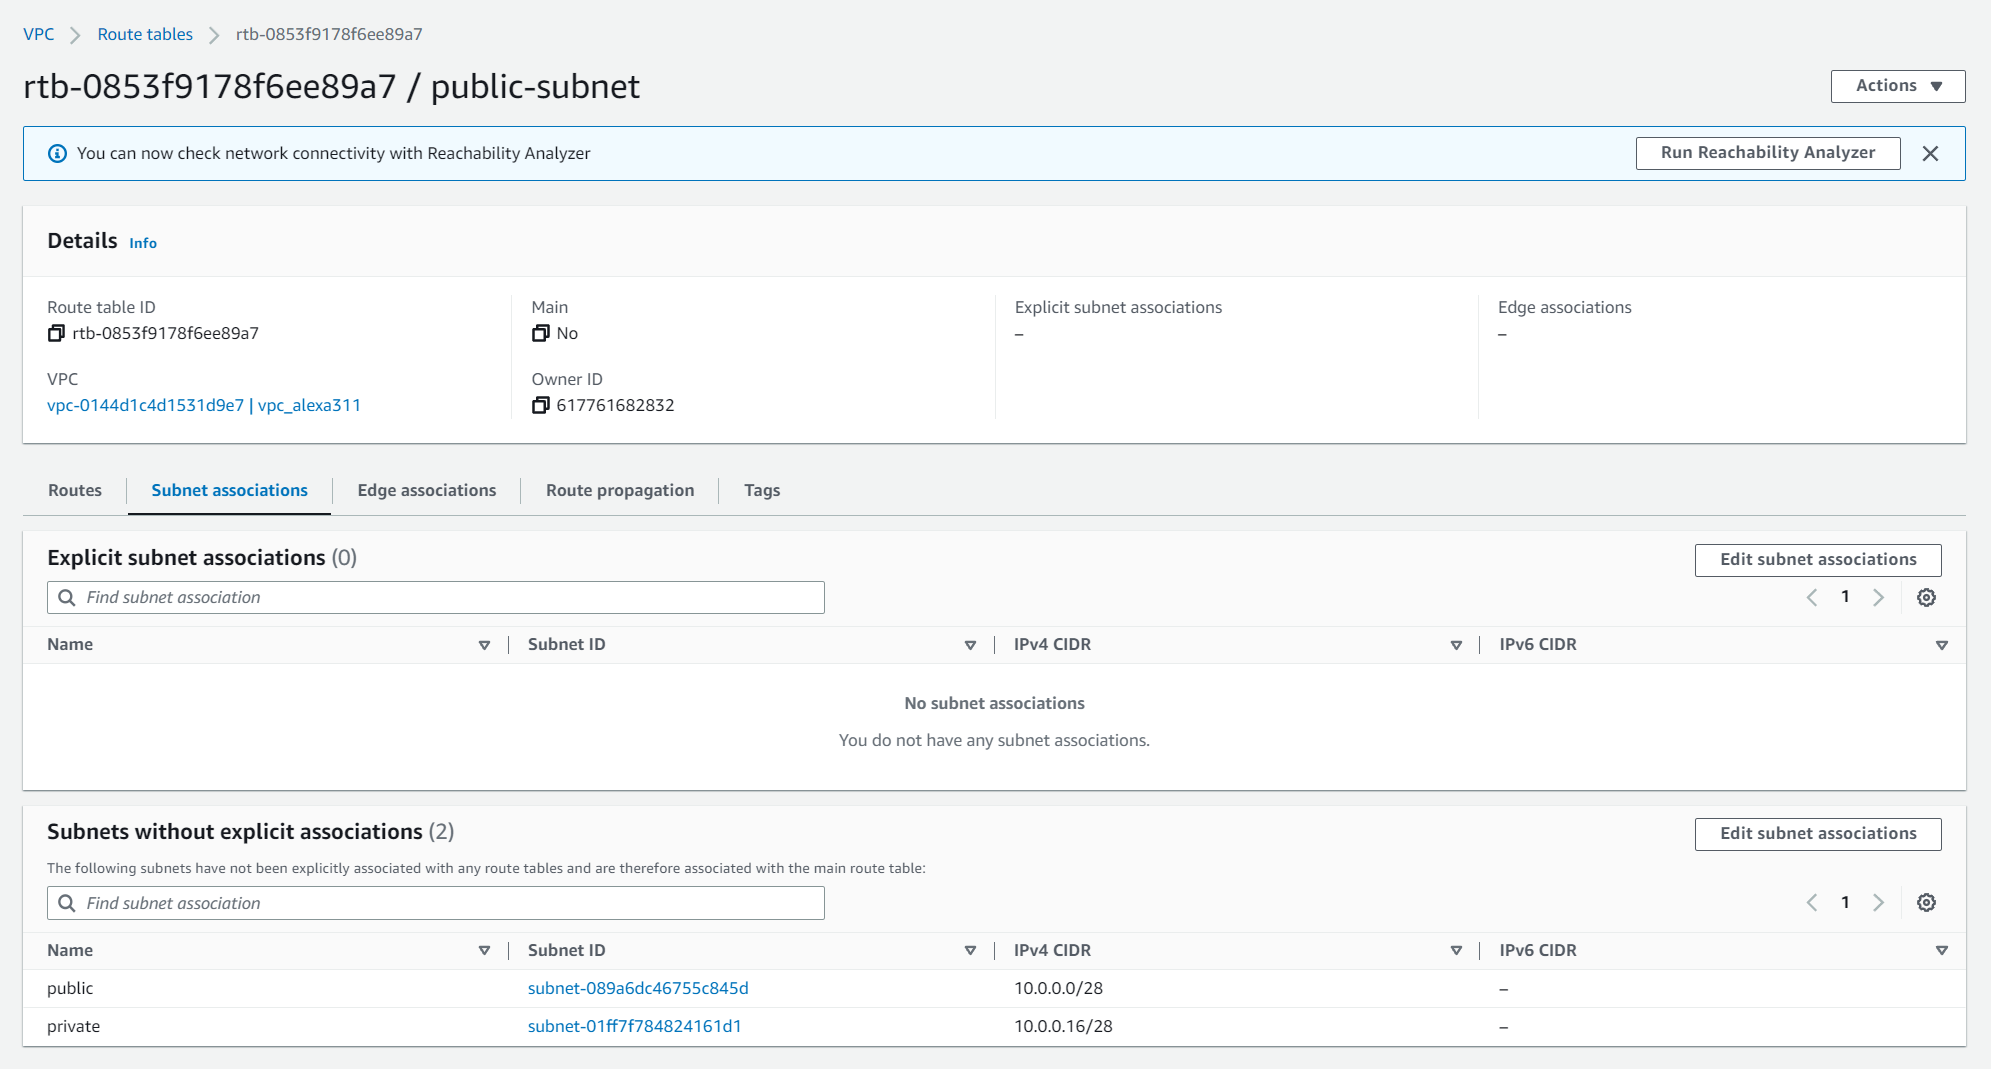 VPC > Route tables > rtb-0853f9178f6ee89a7
rtb-0853f9178f6ee89a7 / public-subnet
Actions
You can now check network connectivity with Reachability Analyzer
Run Reachability Analyzer
Details Info
Route table ID
rtb-0853f9178f6ee89a7
Main
No
Explicit subnet associations
–
Edge associations
–
VPC
vpc-0144d1c4d1531d9e7 | vpc_alexa311
Owner ID
617761682832
Routes
Subnet associations
Edge associations
Route propagation
Tags
Explicit subnet associations (0)
Edit subnet associations
Find subnet association
1
Name Subnet ID IPv4 CIDR IPv6 CIDR
No subnet associations
You do not have any subnet associations.
Subnets without explicit associations (2)
Edit subnet associations
The following subnets have not been explicitly associated with any route tables and are therefore associated with the main route table:
Find subnet association
1
Name Subnet ID IPv4 CIDR IPv6 CIDR
public subnet-089a6dc46755c845d 10.0.0.0/28 –
private subnet-01ff7f784824161d1 10.0.0.16/28 –